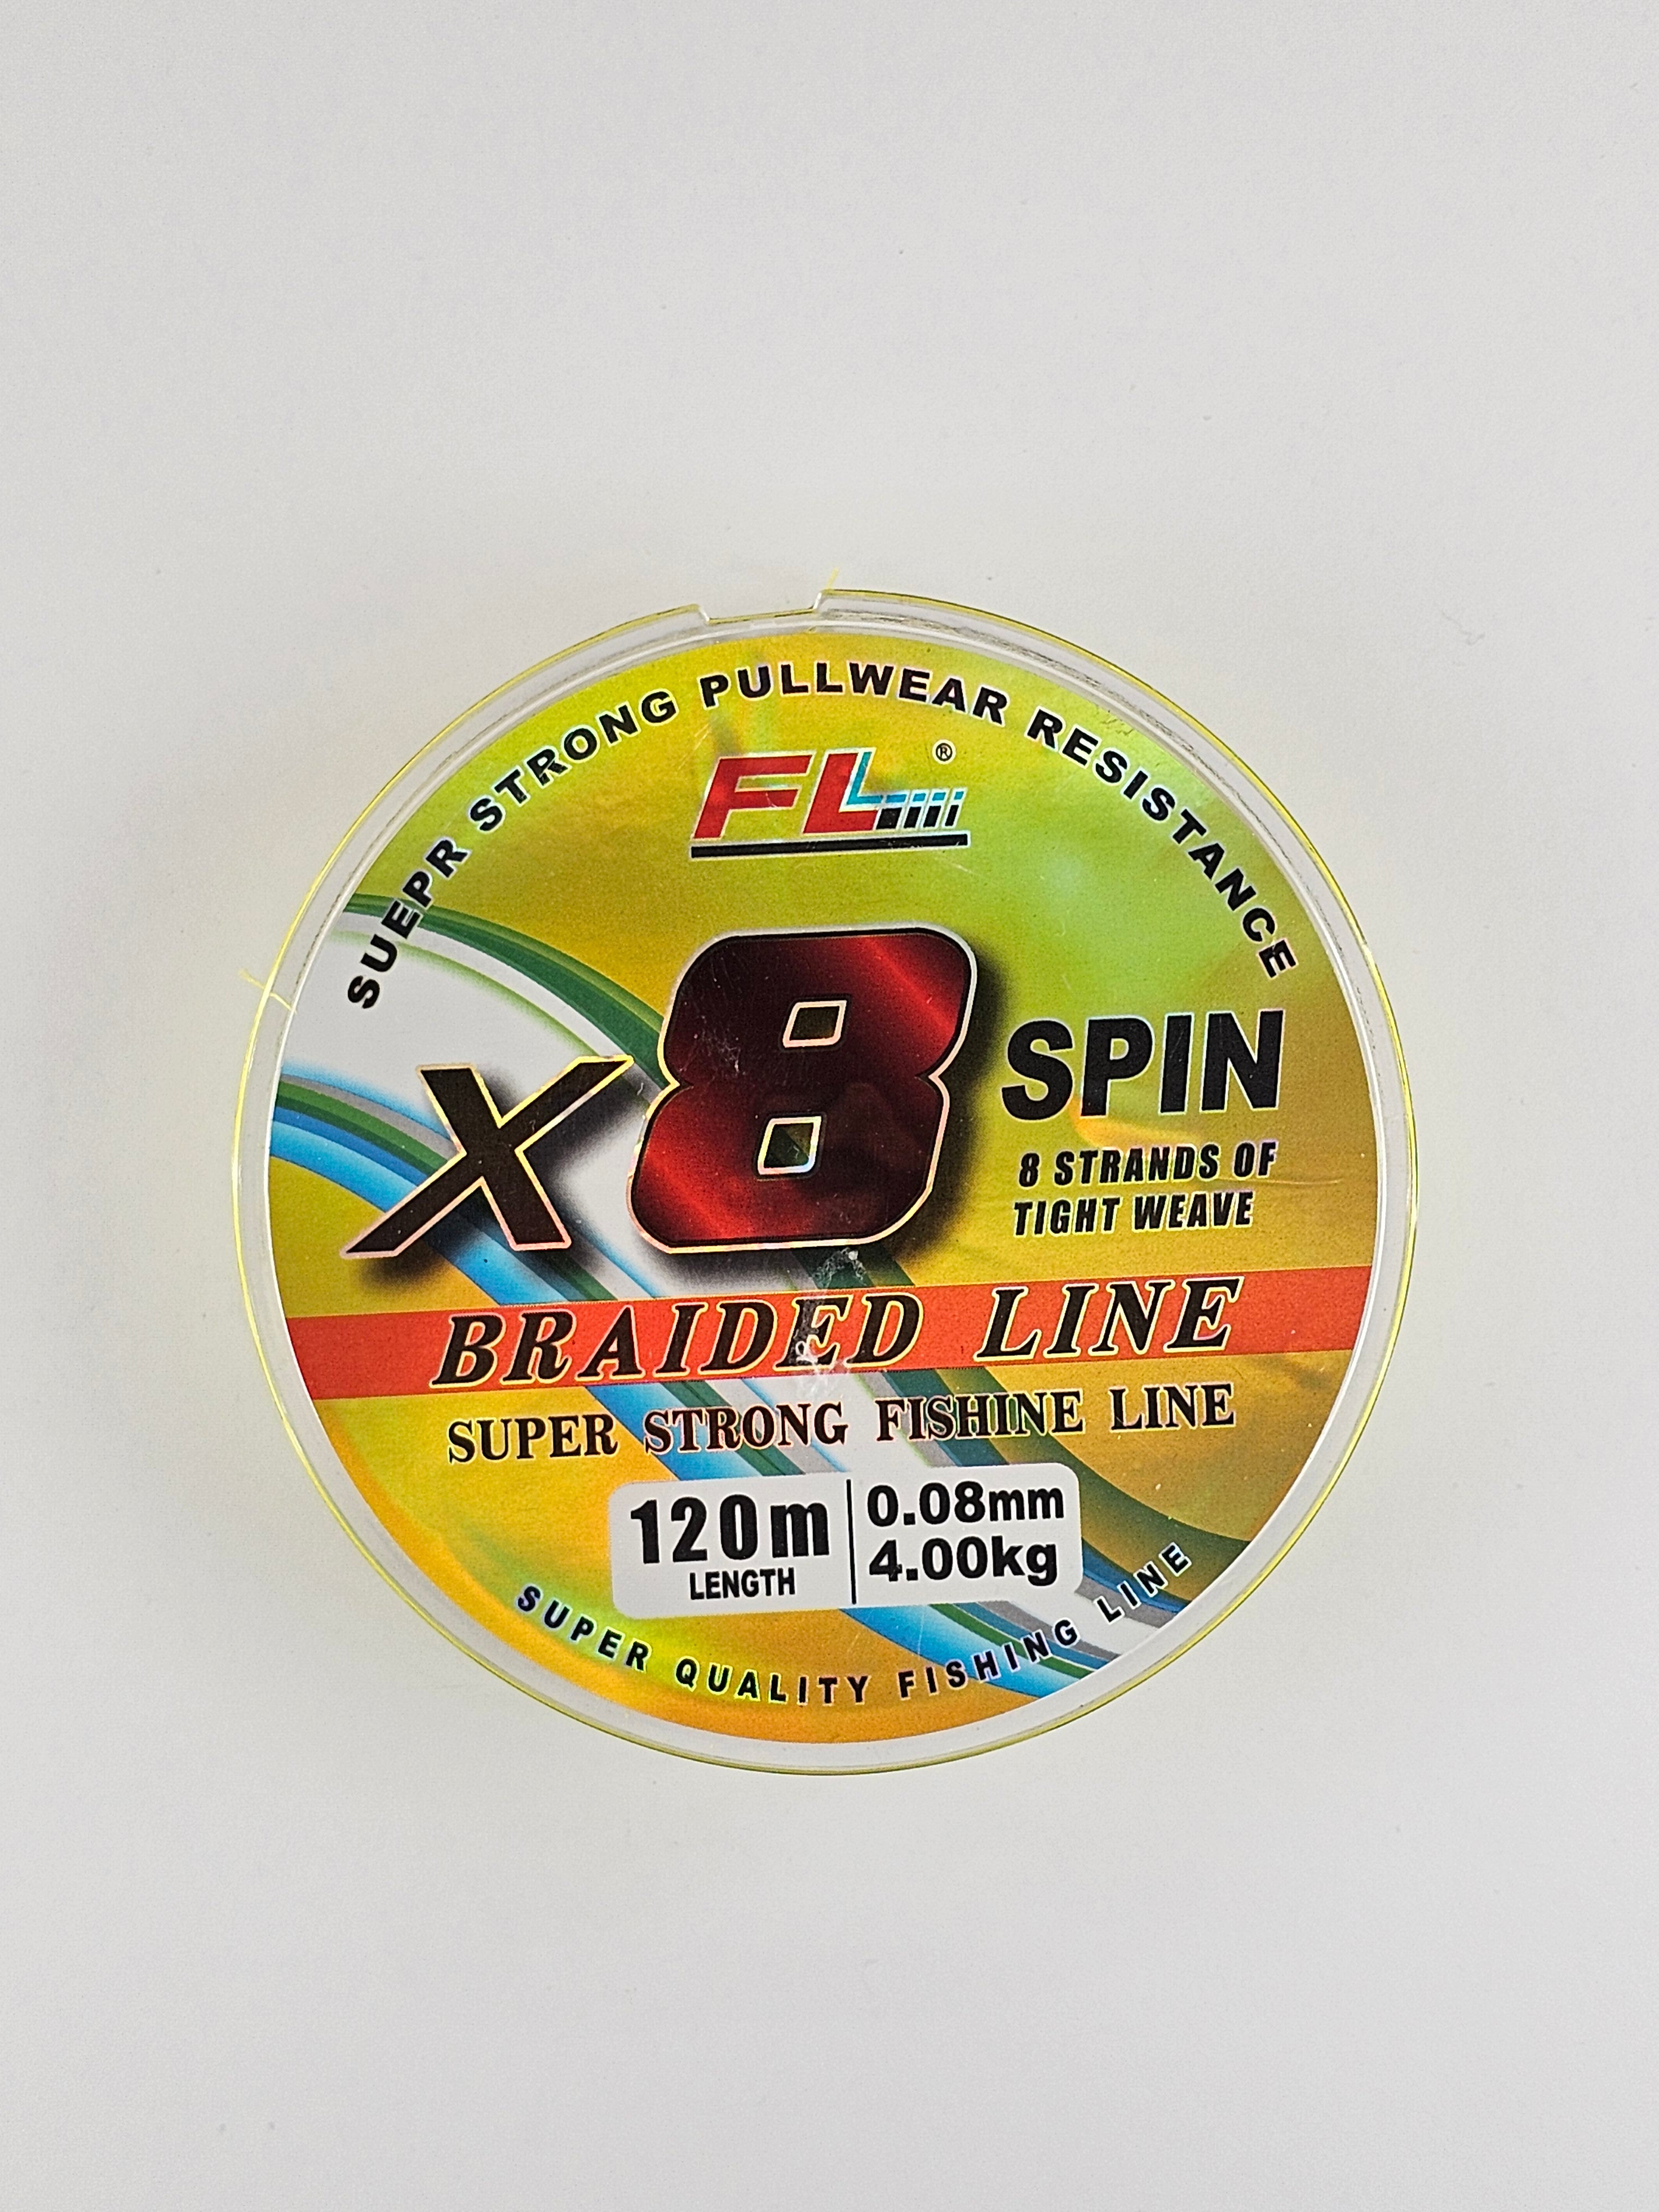 SUEPR STRONG PULLWEAR RESISTANCE
FL ®
X8 SPIN
8 STRANDS OF
TIGHT WEAVE
BRAIDED LINE
SUPER STRONG FISHINE LINE
120m
LENGTH
0.08mm
4.00kg
SUPER QUALITY FISHING LINE